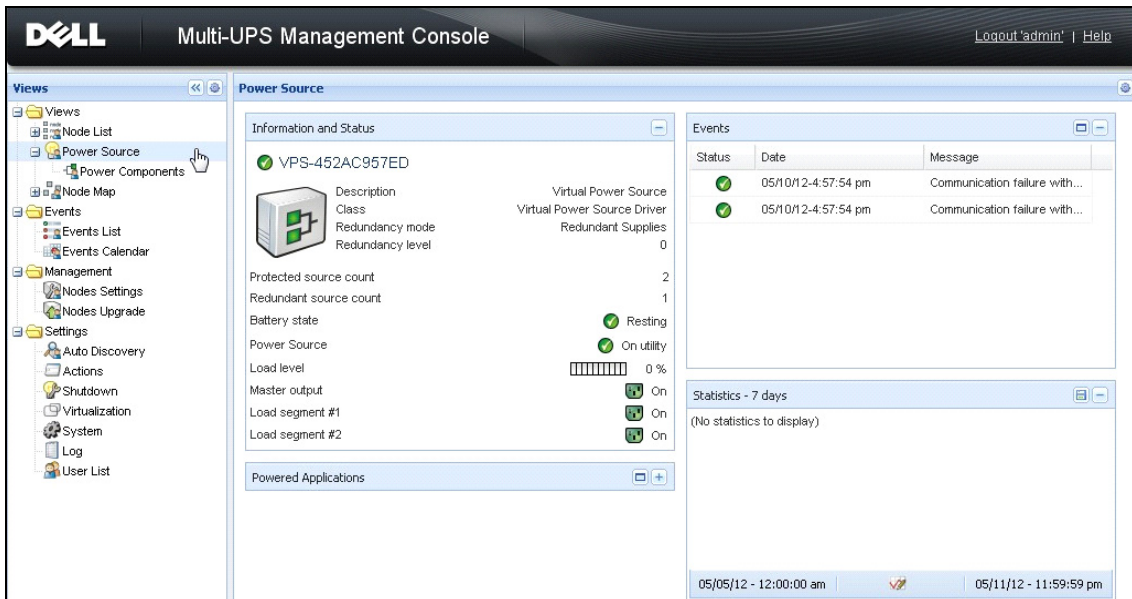 DELL
Multi-UPS Management Console
Logout 'admin' | Help
Views
Views
Node List
Power Source
Power Components
Node Map
Events
Events List
Events Calendar
Management
Nodes Settings
Nodes Upgrade
Settings
Auto Discovery
Actions
Shutdown
Virtualization
System
Log
User List
Power Source
Information and Status
VPS-452AC957ED
Description Virtual Power Source
Class Virtual Power Source Driver
Redundancy mode Redundant Supplies
Redundancy level 0
Protected source count 2
Redundant source count 1
Battery state Resting
Power Source On utility
Load level 0 %
Master output On
Load segment #1 On
Load segment #2 On
Powered Applications
Events
Status Date Message
05/10/12-4:57:54 pm Communication failure with...
05/10/12-4:57:54 pm Communication failure with...
Statistics - 7 days
(No statistics to display)
05/05/12 - 12:00:00 am 05/11/12 - 11:59:59 pm